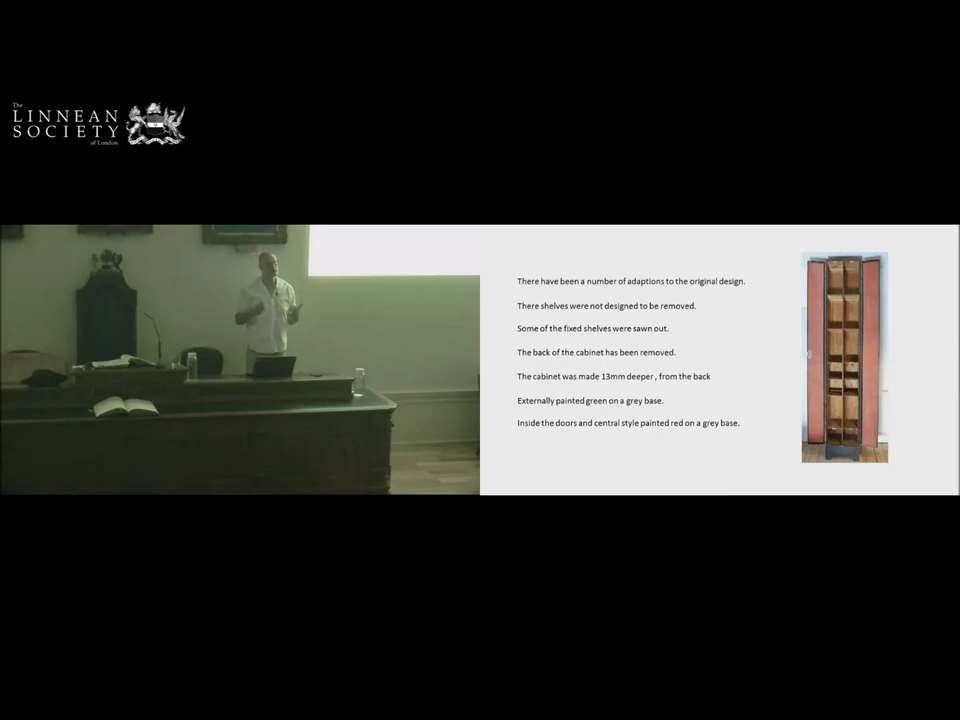 The
LINNEAN
SOCIETY
of London
There have been a number of adaptions to the original design.
There shelves were not designed to be removed.
Some of the fixed shelves were sawn out.
The back of the cabinet has been removed.
The cabinet was made 13mm deeper , from the back
Externally painted green on a grey base.
Inside the doors and central style painted red on a grey base.